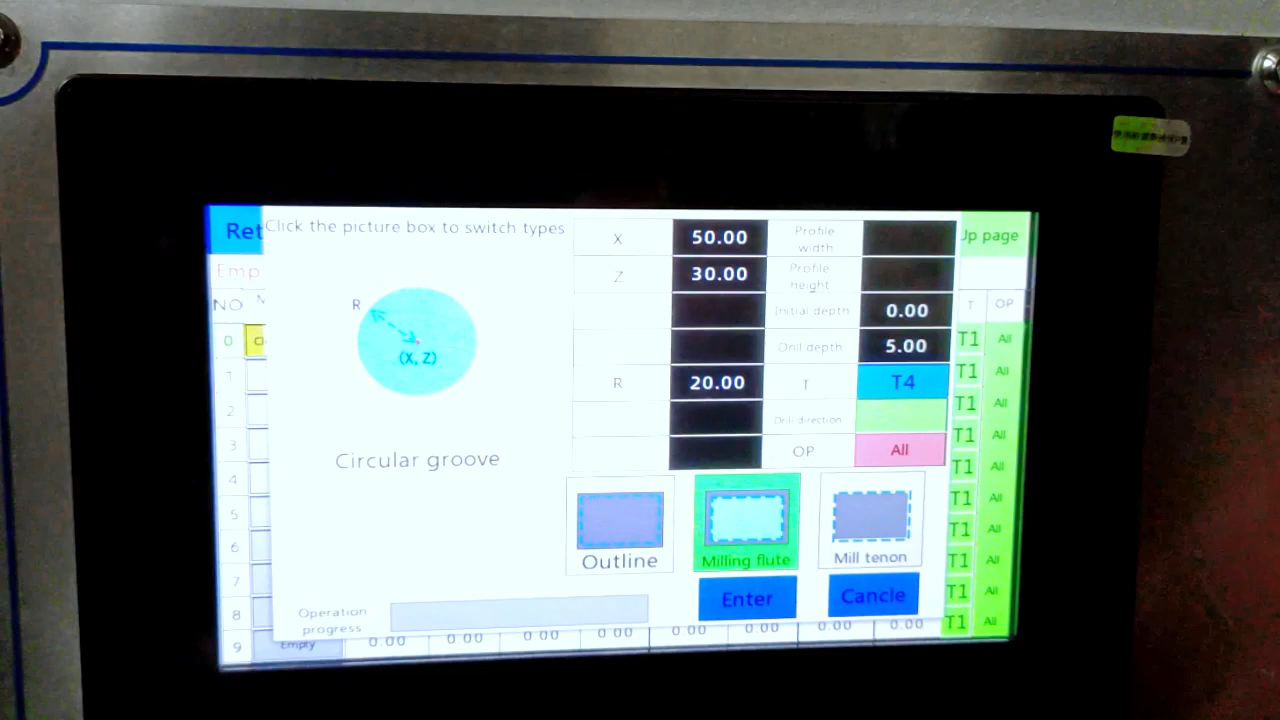 Ret
Click the picture box to switch types
X
50.00
Profile
width
Up page
Emp
Z
30.00
Profile
height
NO
R
Initial depth
0.00
T
OP
0
(X, Z)
Drill depth
5.00
T1
All
1
R
20.00
T
T4
T1
All
2
Drill direction
T1
All
3
Circular groove
OP
All
T1
All
4
T1
All
5
T1
All
6
Outline
Milling flute
Mill tenon
T1
All
7
T1
All
8
Operation
progress
Enter
Cancle
T1
All
9
Empty
0.00
0.00
0.00
0.00
0.00
0.00
0.00
0.00
T1
All